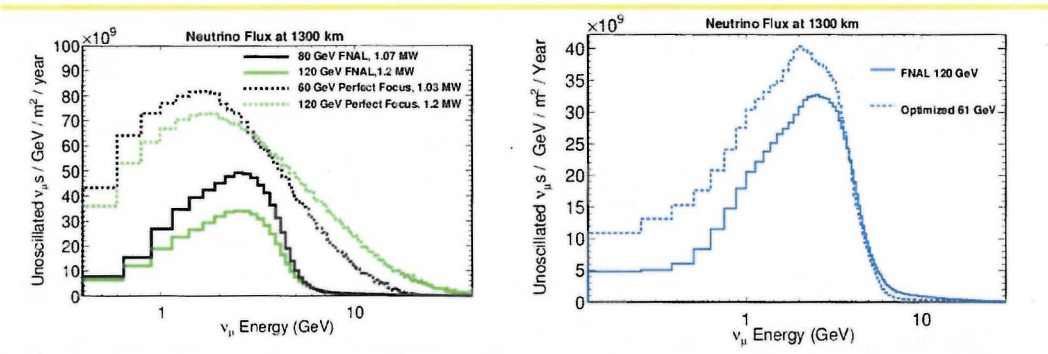 ×10⁹
Neutrino Flux at 1300 km
80 GeV FNAL, 1.07 MW
120 GeV FNAL,1.2 MW
60 GeV Perfect Focus, 1.03 MW
120 GeV Perfect Focus, 1.2 MW
Unoscillated νμs / GeV / m² / year
100
90
80
70
60
50
40
30
20
10
0
1
10
νμ Energy (GeV)
×10⁹
Neutrino Flux at 1300 km
FNAL 120 GeV
Optimized 61 GeV
Unoscillated νμs / GeV / m² / Year
40
35
30
25
20
15
10
5
0
1
10
νμ Energy (GeV)